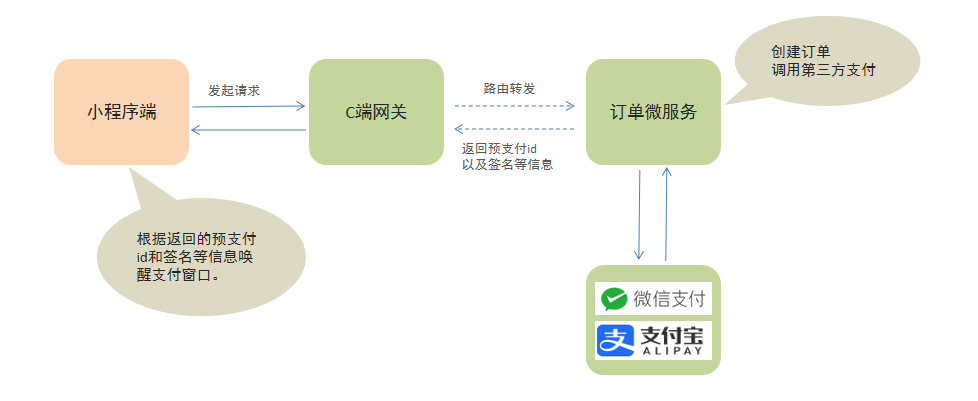 创建订单
调用第三方支付
小程序端
发起请求
C端网关
路由转发
订单微服务
返回预支付id
以及签名等信息
根据返回的预支付
id和签名等信息唤
醒支付窗口。
微信支付
支
支付宝
ALIPAY